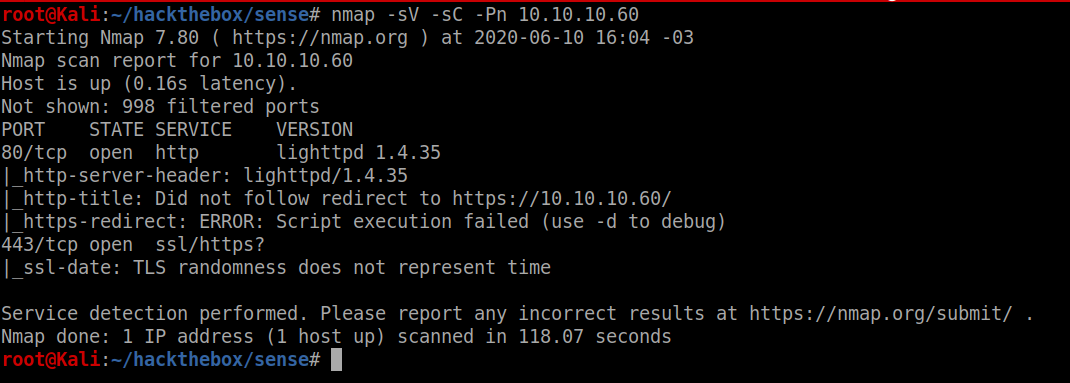 root@Kali:~/hackthebox/sense# nmap -sV -sC -Pn 10.10.10.60
Starting Nmap 7.80 ( https://nmap.org ) at 2020-06-10 16:04 -03
Nmap scan report for 10.10.10.60
Host is up (0.16s latency).
Not shown: 998 filtered ports
PORT    STATE SERVICE    VERSION
80/tcp  open  http       lighttpd 1.4.35
|_http-server-header: lighttpd/1.4.35
|_http-title: Did not follow redirect to https://10.10.10.60/
|_https-redirect: ERROR: Script execution failed (use -d to debug)
443/tcp open  ssl/https?
|_ssl-date: TLS randomness does not represent time
Service detection performed. Please report any incorrect results at https://nmap.org/submit/ .
Nmap done: 1 IP address (1 host up) scanned in 118.07 seconds
root@Kali:~/hackthebox/sense#